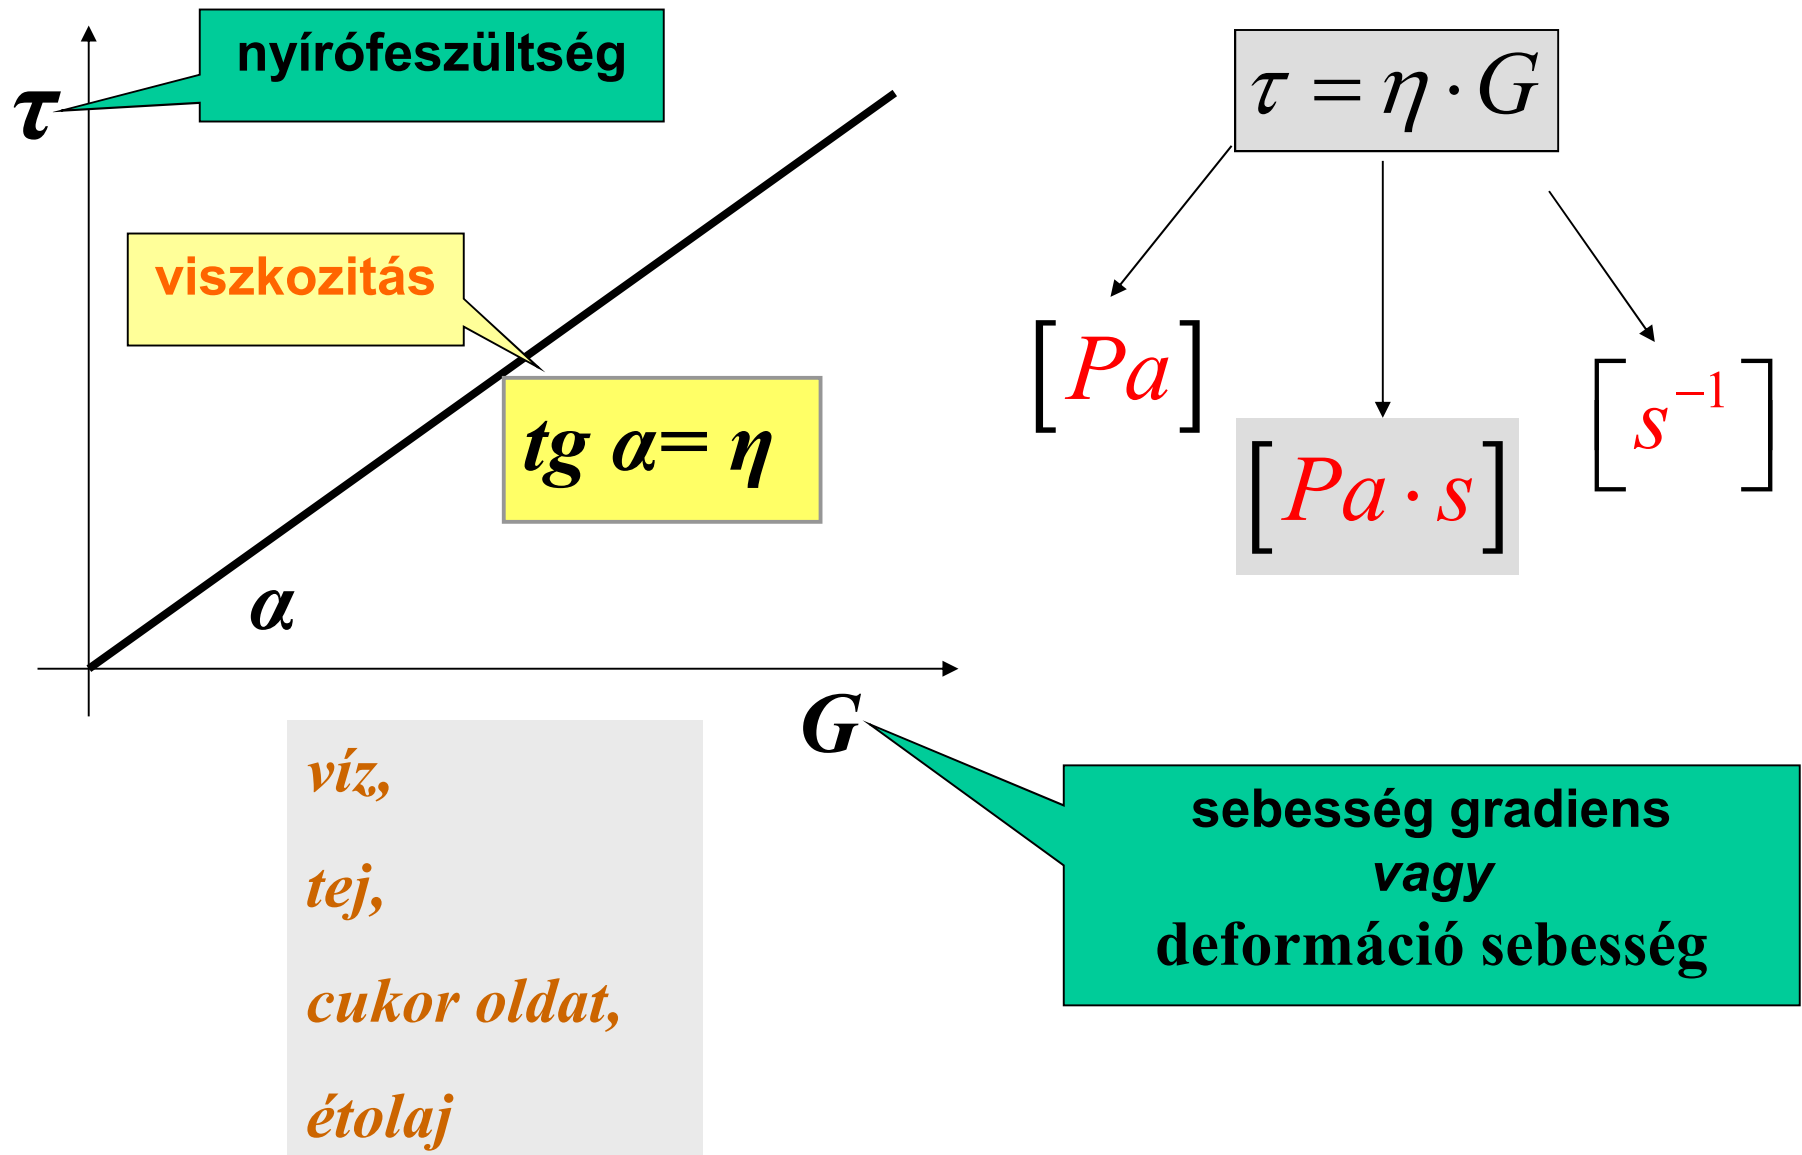 nyírófeszültség
τ
viszkozitás
tg α= η
α
G
τ = η · G
[Pa]
[Pa · s]
[s⁻¹]
víz,
tej,
cukor oldat,
étolaj
sebesség gradiens
vagy
deformáció sebesség